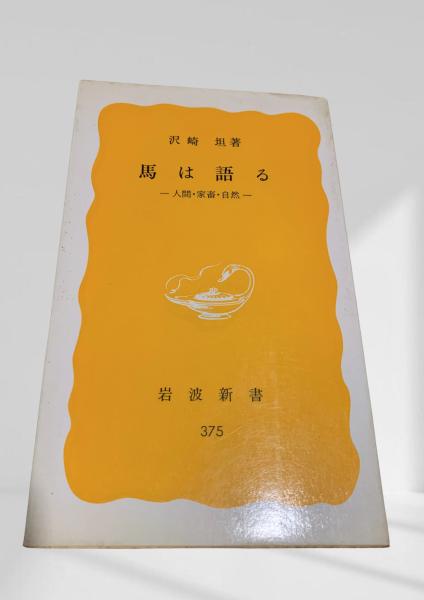 沢崎 坦著
馬は語る
—人間・家畜・自然—
岩波新書
375